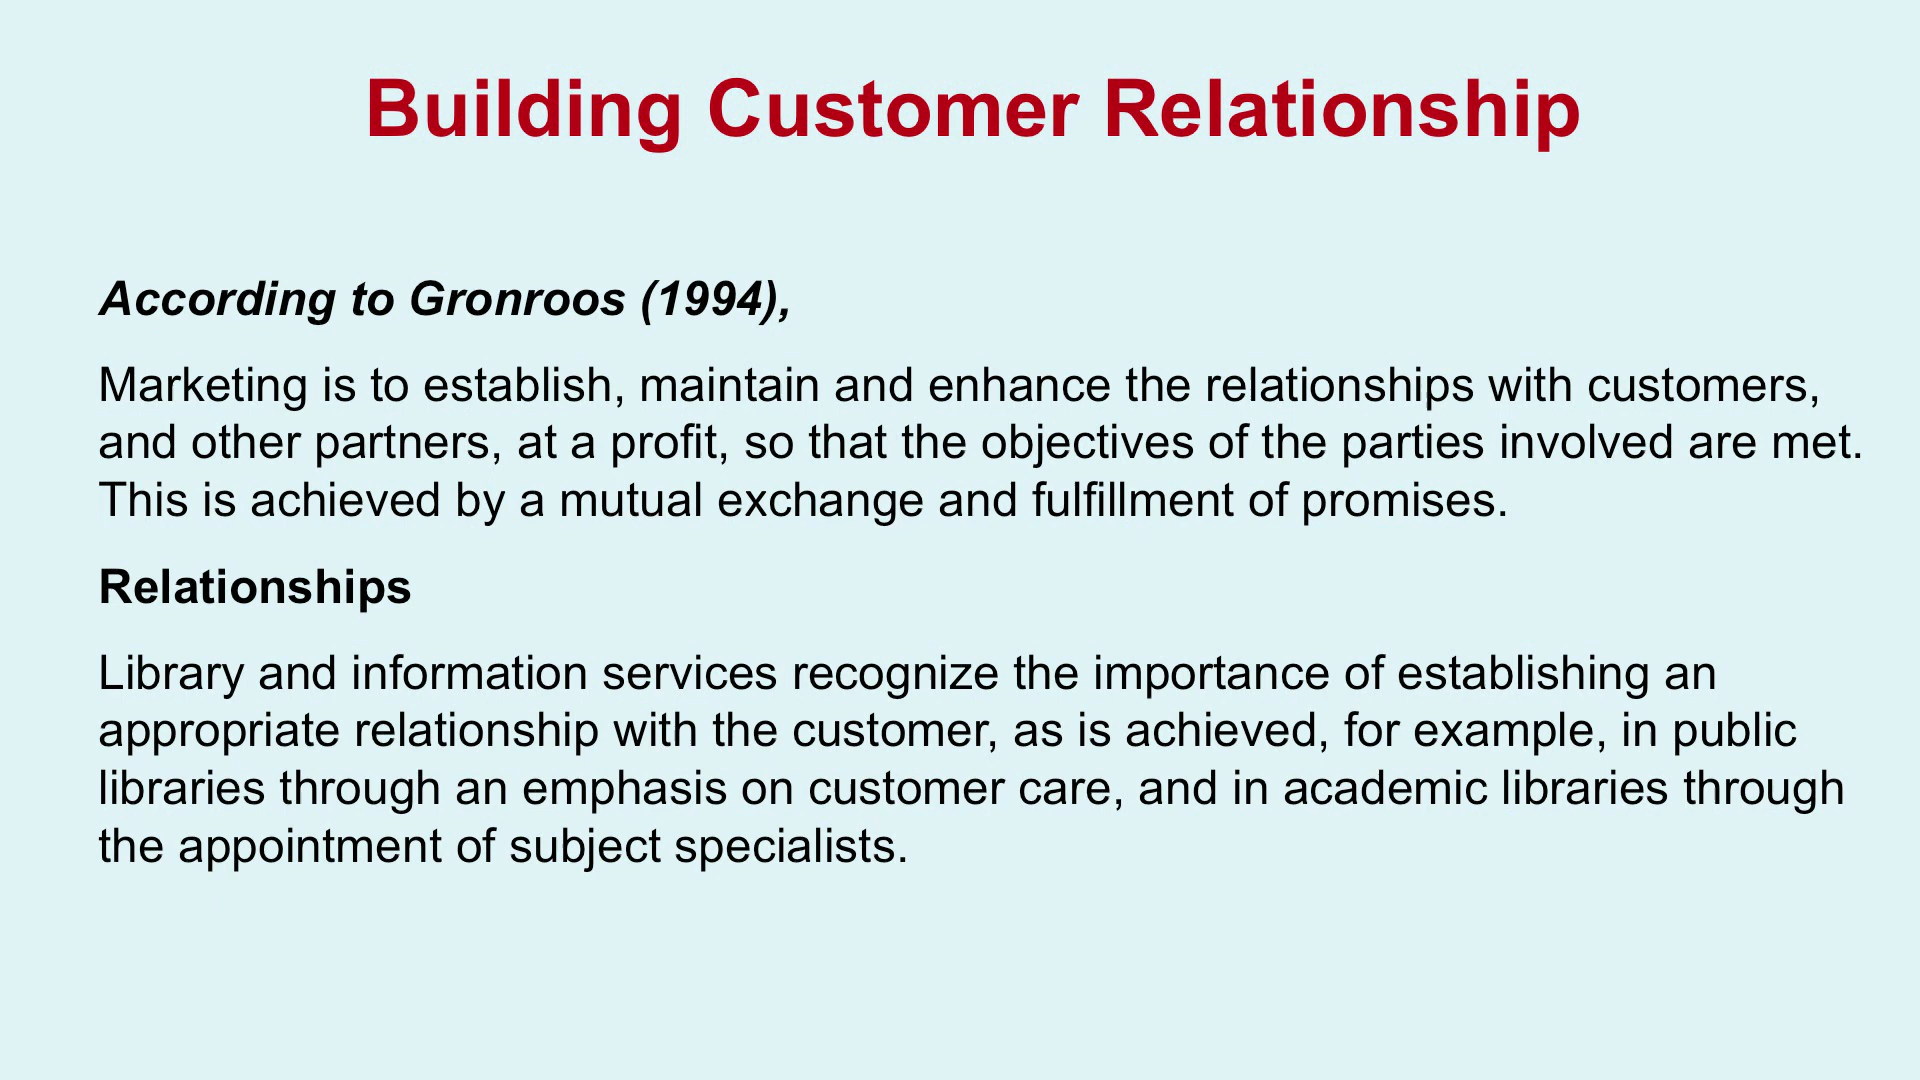 Building Customer Relationship
According to Gronroos (1994),
Marketing is to establish, maintain and enhance the relationships with customers,
and other partners, at a profit, so that the objectives of the parties involved are met.
This is achieved by a mutual exchange and fulfillment of promises.
Relationships
Library and information services recognize the importance of establishing an
appropriate relationship with the customer, as is achieved, for example, in public
libraries through an emphasis on customer care, and in academic libraries through
the appointment of subject specialists.